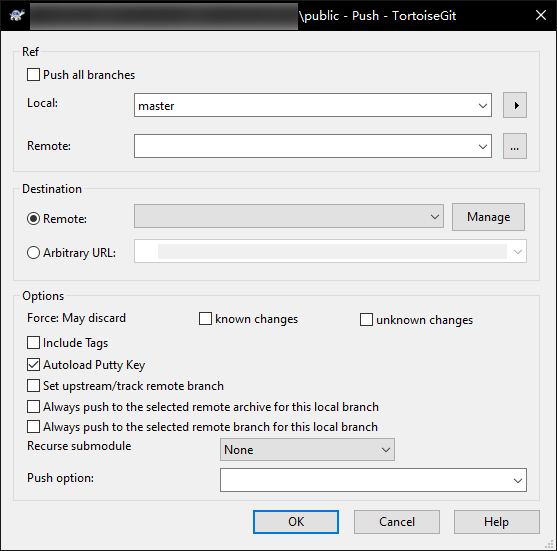 \public - Push - TortoiseGit
Ref
Push all branches
Local:
master
Remote:
...
Destination
Remote:
Manage
Arbitrary URL:
Options
Force: May discard
known changes
unknown changes
Include Tags
Autoload Putty Key
Set upstream/track remote branch
Always push to the selected remote archive for this local branch
Always push to the selected remote branch for this local branch
Recurse submodule
None
Push option:
OK
Cancel
Help